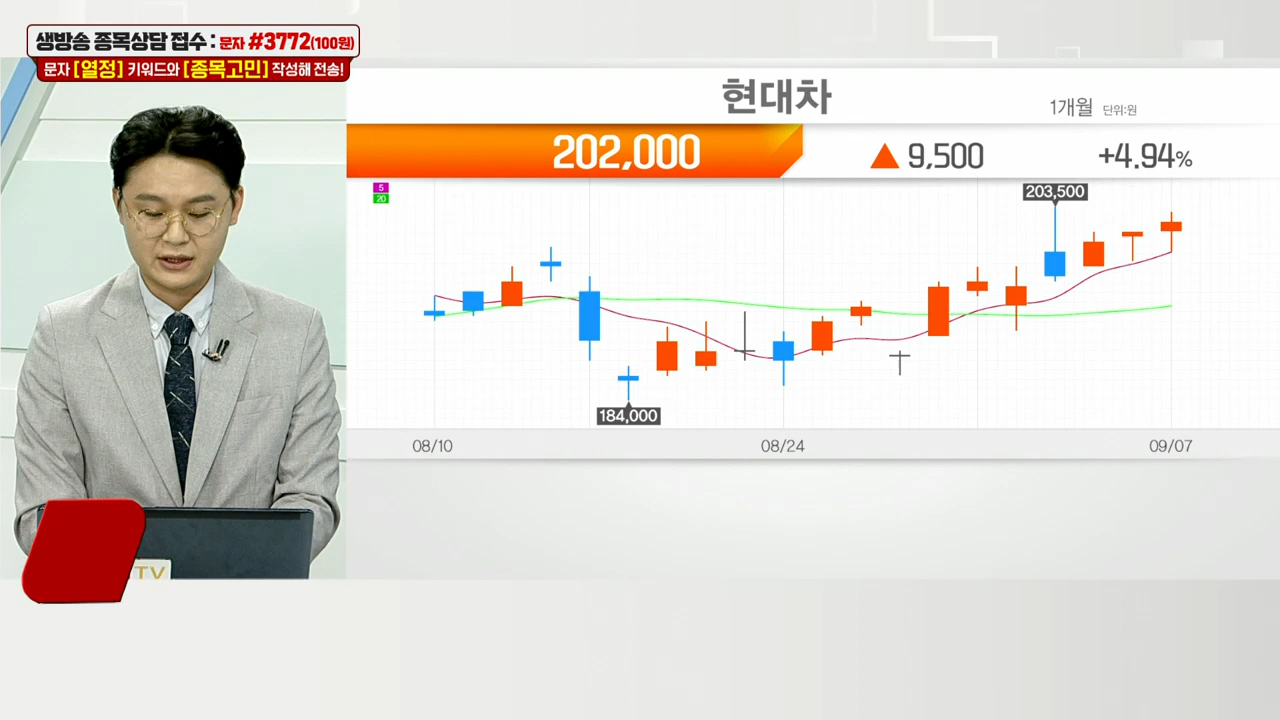 생방송 종목상담 접수 : 문자 #3772(100원)
문자 [열정] 키워드와 [종목고민] 작성해 전송!
현대차
1개월 단위:원
202,000 ▲ 9,500 +4.94%
5
20
203,500
184,000
08/10 08/24 09/07
TV